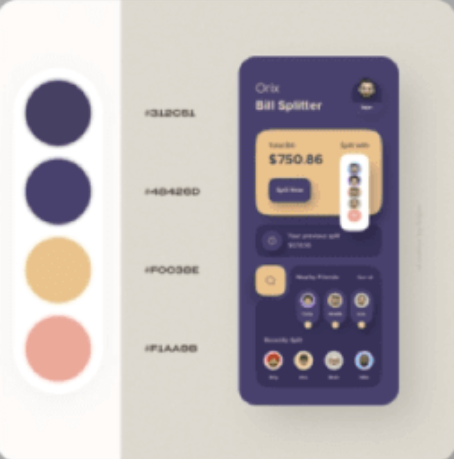 #312C51
#48426D
#F0C38E
#F1AA9B
Orix
Bill Splitter
Total Bill
Split with
$750.86
Split Now
Your previous split
Nearby Friends
See all
Recently Split